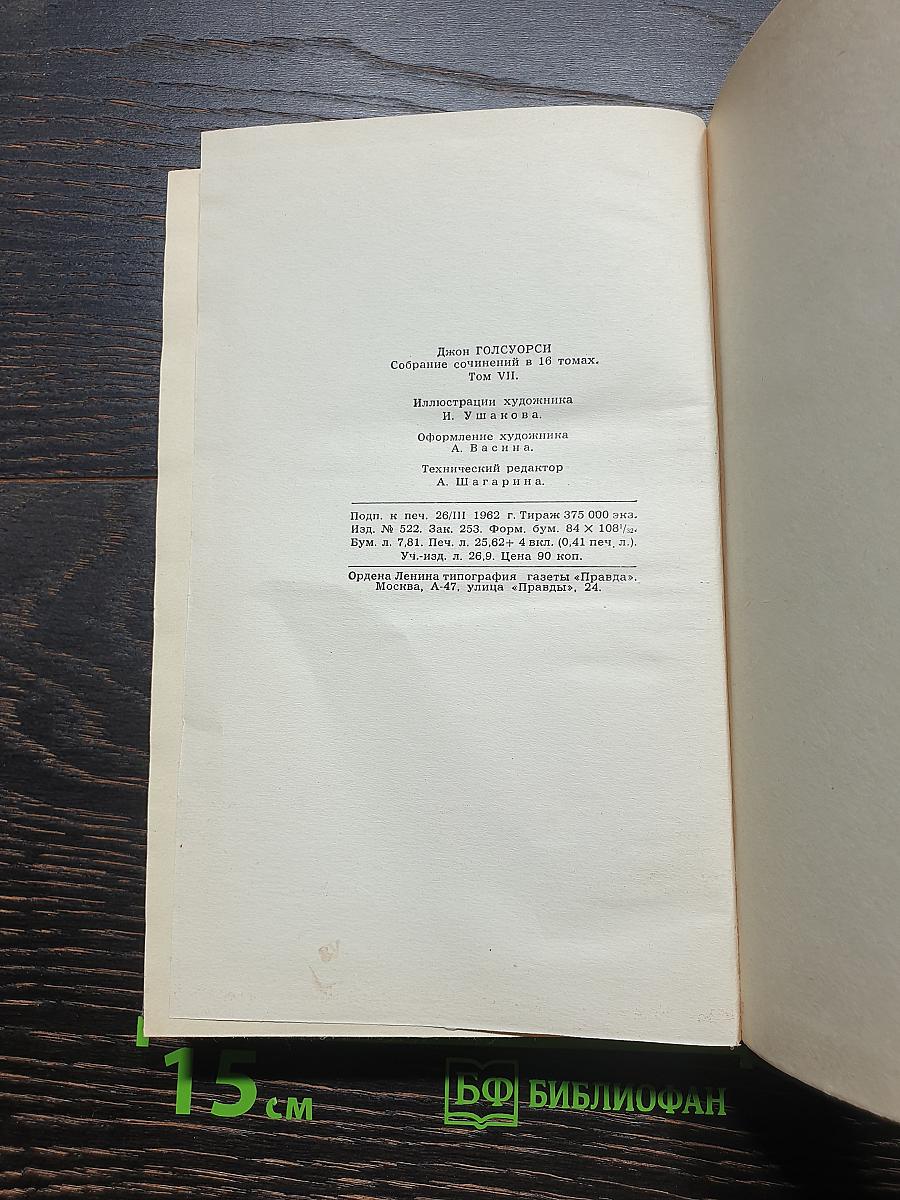 Джон ГОЛСУОРСИ
Собрание сочинений в 16 томах.
Том VII.
Иллюстрации художника
И. Ушакова.
Оформление художника
А. Васина.
Технический редактор
А. Шагарина.
Подп. к печ. 26/III 1962 г. Тираж 375 000 экз.
Изд. № 522. Зак. 253. Форм. бум. 84 × 108¹/₃₂.
Бум. л. 7,81. Печ. л. 25,62+ 4 вкл. (0,41 печ. л.).
Уч.-изд. л. 26,9. Цена 90 коп.
Ордена Ленина типография газеты «Правда».
Москва, А-47, улица «Правды», 24.
15 см
БФ БИБЛИОФАН